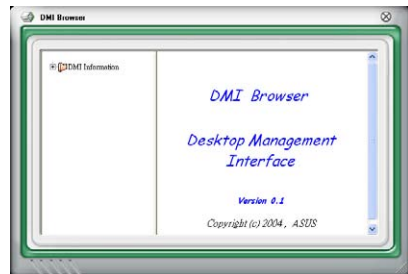 DMI Browser
DMI Information
DMI Browser
Desktop Management
Interface
Version 0.1
Copyright (c) 2004, ASUS